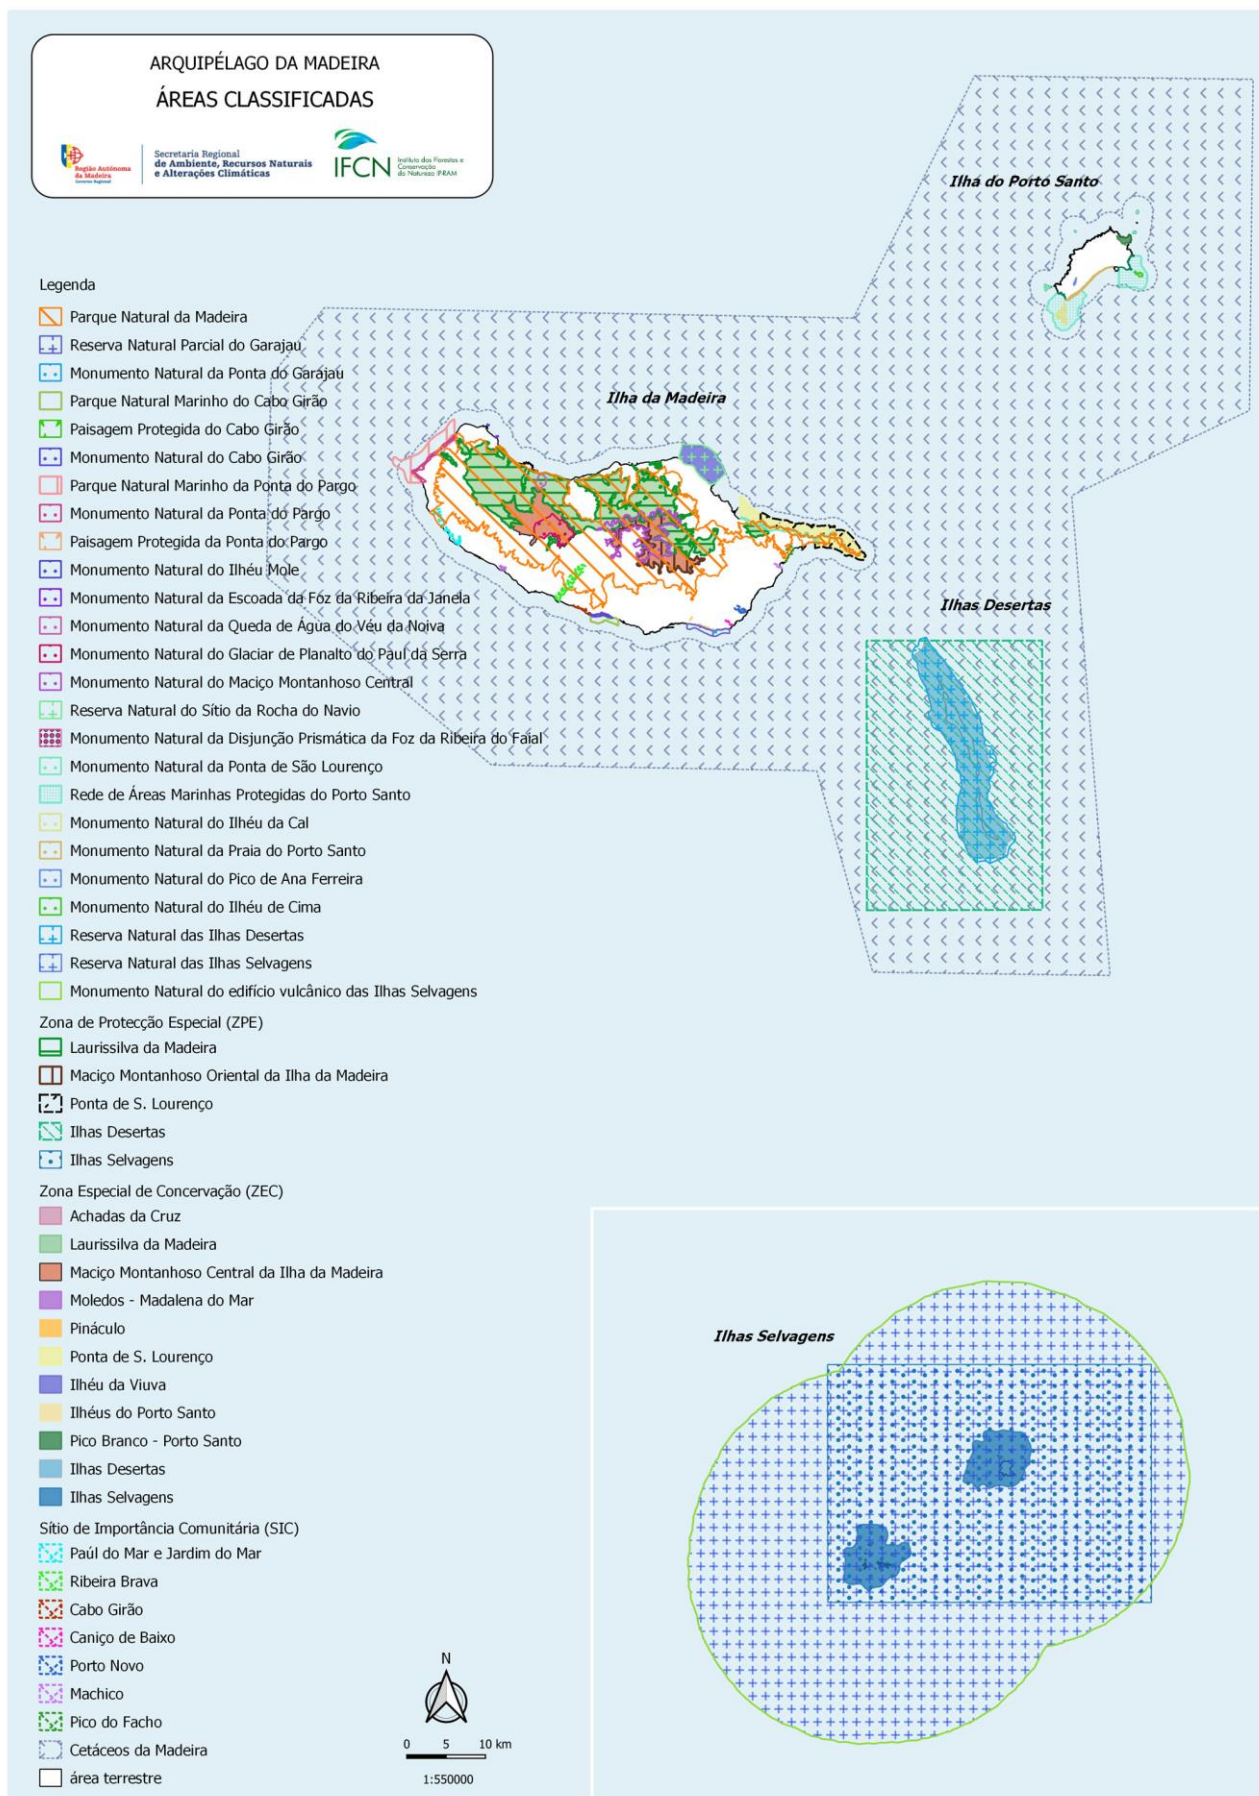 ARQUIPÉLAGO DA MADEIRA
ÁREAS CLASSIFICADAS
Região Autónoma
da Madeira
Governo Regional
Secretaria Regional
de Ambiente, Recursos Naturais
e Alterações Climáticas
IFCN
Instituto das Florestas e
Conservação
da Natureza IP-RAM
Ilha do Porto Santo
Ilha da Madeira
Ilhas Desertas
Legenda
Parque Natural da Madeira
Reserva Natural Parcial do Garajau
Monumento Natural da Ponta do Garajau
Parque Natural Marinho do Cabo Girão
Paisagem Protegida do Cabo Girão
Monumento Natural do Cabo Girão
Parque Natural Marinho da Ponta do Pargo
Monumento Natural da Ponta do Pargo
Paisagem Protegida da Ponta do Pargo
Monumento Natural do Ilhéu Mole
Monumento Natural da Escoada da Foz da Ribeira da Janela
Monumento Natural da Queda de Água do Véu da Noiva
Monumento Natural do Glaciar de Planalto do Paul da Serra
Monumento Natural do Maciço Montanhoso Central
Reserva Natural do Sítio da Rocha do Navio
Monumento Natural da Disjunção Prismática da Foz da Ribeira do Faial
Monumento Natural da Ponta de São Lourenço
Rede de Áreas Marinhas Protegidas do Porto Santo
Monumento Natural do Ilhéu da Cal
Monumento Natural da Praia do Porto Santo
Monumento Natural do Pico de Ana Ferreira
Monumento Natural do Ilhéu de Cima
Reserva Natural das Ilhas Desertas
Reserva Natural das Ilhas Selvagens
Monumento Natural do edifício vulcânico das Ilhas Selvagens
Zona de Protecção Especial (ZPE)
Laurissilva da Madeira
Maciço Montanhoso Oriental da Ilha da Madeira
Ponta de S. Lourenço
Ilhas Desertas
Ilhas Selvagens
Zona Especial de Concervação (ZEC)
Achadas da Cruz
Laurissilva da Madeira
Maciço Montanhoso Central da Ilha da Madeira
Moledos - Madalena do Mar
Pináculo
Ponta de S. Lourenço
Ilhéu da Viuva
Ilhéus do Porto Santo
Pico Branco - Porto Santo
Ilhas Desertas
Ilhas Selvagens
Sítio de Importância Comunitária (SIC)
Paúl do Mar e Jardim do Mar
Ribeira Brava
Cabo Girão
Caniço de Baixo
Porto Novo
Machico
Pico do Facho
Cetáceos da Madeira
área terrestre
N
0 5 10 km
1:550000
Ilhas Selvagens